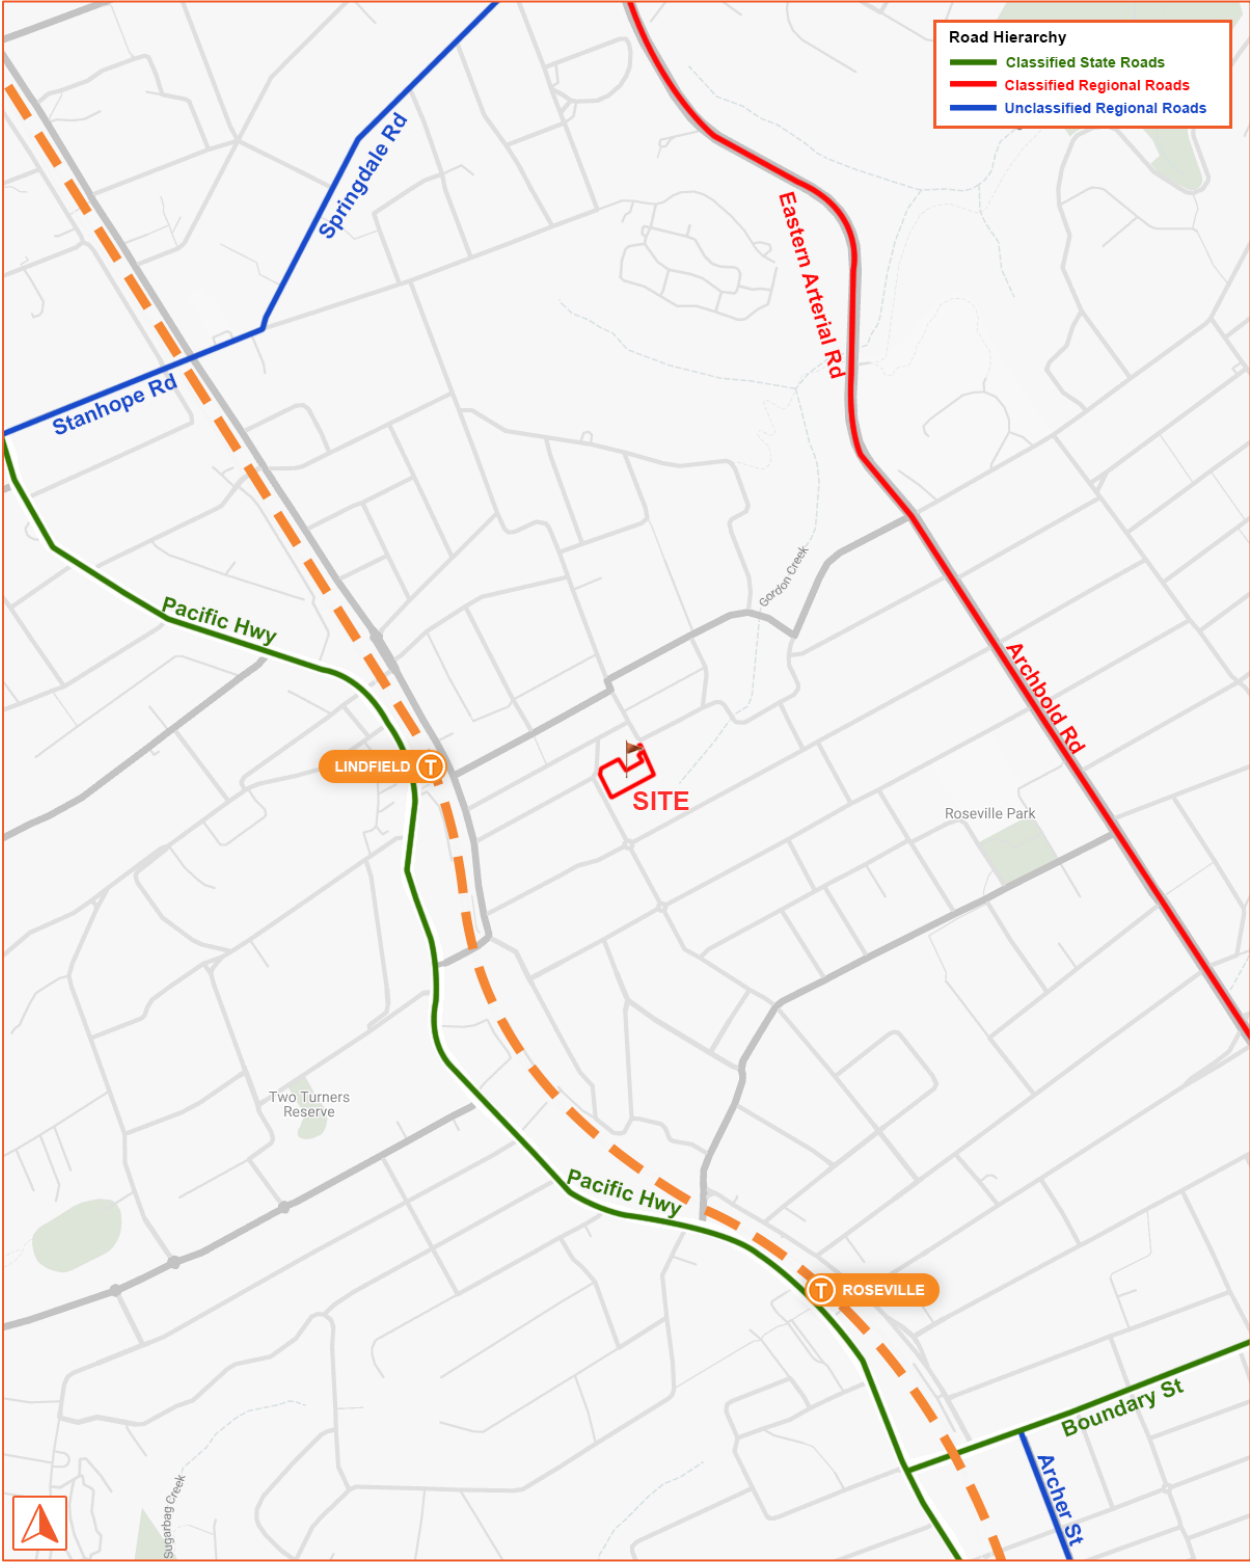 Road Hierarchy
Classified State Roads
Classified Regional Roads
Unclassified Regional Roads
Springdale Rd
Eastern Arterial Rd
Stanhope Rd
Gordon Creek
Pacific Hwy
Archbold Rd
LINDFIELD T
SITE
Roseville Park
Two Turners
Reserve
Pacific Hwy
T ROSEVILLE
Boundary St
Archer St
Sugarbag Creek